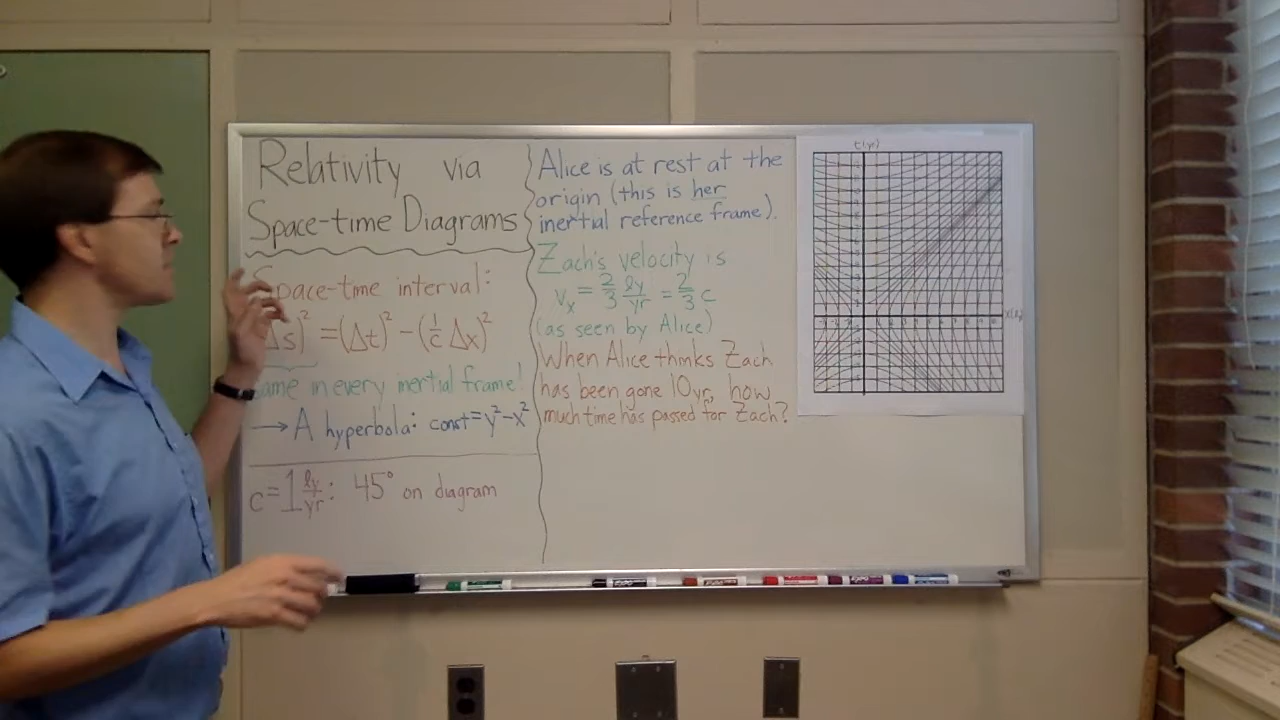 Relativity via
Space-time Diagrams
Space-time interval:
(Δs)² = (Δt)² - (1/c Δx)²
same in every inertial frame!
→ A hyperbola: const = y² - x²
c = 1 ly/yr : 45° on diagram
Alice is at rest at the
origin (this is her
inertial reference frame).
Zach's velocity is
vₓ = 2/3 ly/yr = 2/3 c
(as seen by Alice)
When Alice thinks Zach
has been gone 10yr, how
much time has passed for Zach?
t (yr)